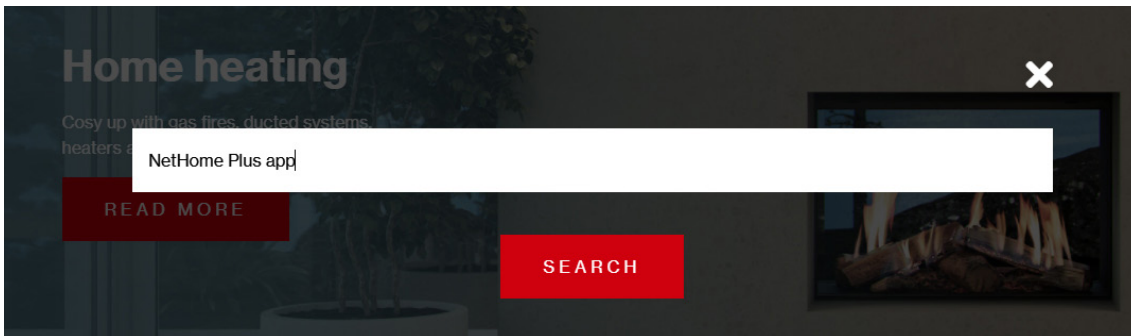 Home heating
Cosy up with gas fires, ducted systems,
heaters
NetHome Plus app
READ MORE
SEARCH